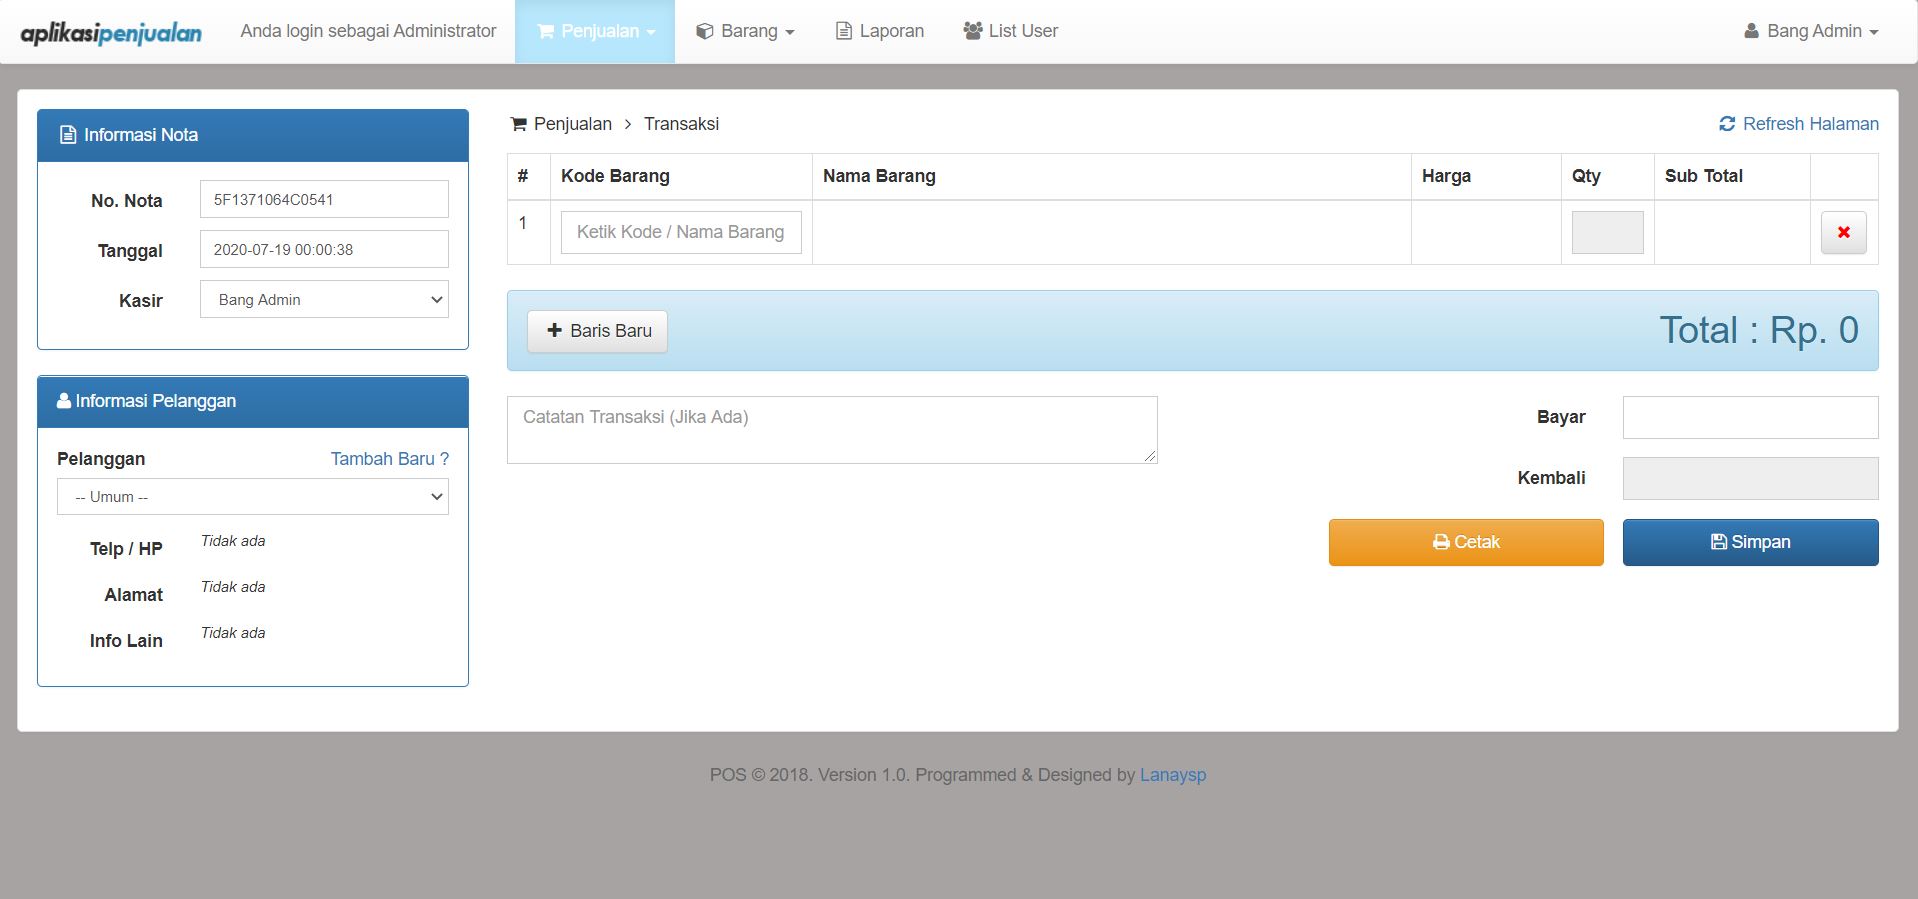 aplikasipenjualan Anda login sebagai Administrator Penjualan Barang Laporan List User Bang Admin
Informasi Nota
No. Nota 5F1371064C0541
Tanggal 2020-07-19 00:00:38
Kasir Bang Admin
Informasi Pelanggan
Pelanggan Tambah Baru ?
-- Umum --
Telp / HP Tidak ada
Alamat Tidak ada
Info Lain Tidak ada
Penjualan > Transaksi Refresh Halaman
# Kode Barang Nama Barang Harga Qty Sub Total
1 Ketik Kode / Nama Barang
Baris Baru Total : Rp. 0
Catatan Transaksi (Jika Ada) Bayar
Kembali
Cetak Simpan
POS © 2018. Version 1.0. Programmed & Designed by Lanaysp